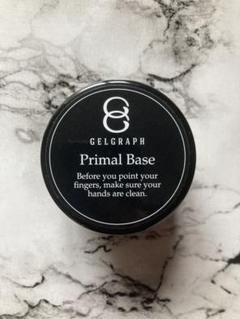 GELGRAPH
Primal Base
Before you point your
fingers, make sure your
hands are clean.